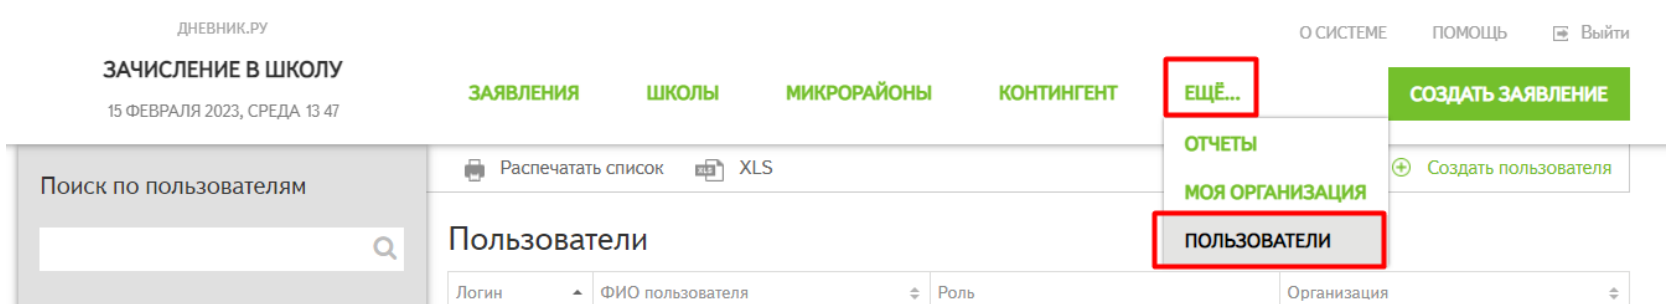 ДНЕВНИК.РУ
О СИСТЕМЕ ПОМОЩЬ Выйти
ЗАЧИСЛЕНИЕ В ШКОЛУ
ЗАЯВЛЕНИЯ ШКОЛЫ МИКРОРАЙОНЫ КОНТИНГЕНТ ЕЩЁ... СОЗДАТЬ ЗАЯВЛЕНИЕ
15 ФЕВРАЛЯ 2023, СРЕДА 13 47
ОТЧЕТЫ
Распечатать список XLS XLS Создать пользователя
Поиск по пользователям
МОЯ ОРГАНИЗАЦИЯ
Пользователи
ПОЛЬЗОВАТЕЛИ
Логин ФИО пользователя Роль Организация